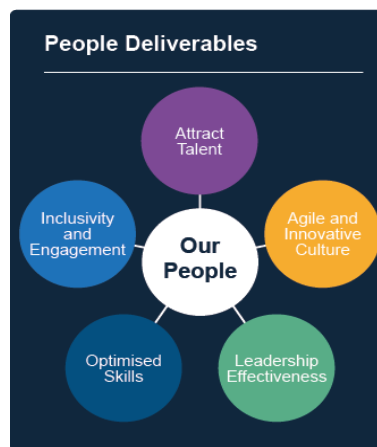 People Deliverables
Attract
Talent
Inclusivity
and
Engagement
Agile and
Innovative
Culture
Our
People
Optimised
Skills
Leadership
Effectiveness